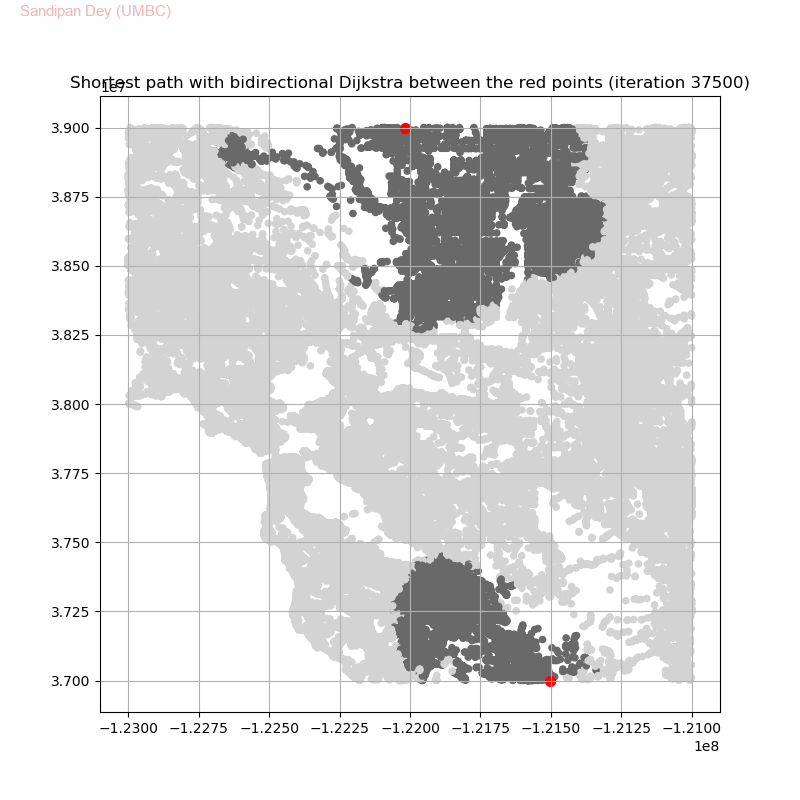 Sandipan Dey (UMBC)
Shortest path with bidirectional Dijkstra between the red points (iteration 37500)
1e7
3.900
3.875
3.850
3.825
3.800
3.775
3.750
3.725
3.700
−1.2300 −1.2275 −1.2250 −1.2225 −1.2200 −1.2175 −1.2150 −1.2125 −1.2100
1e8